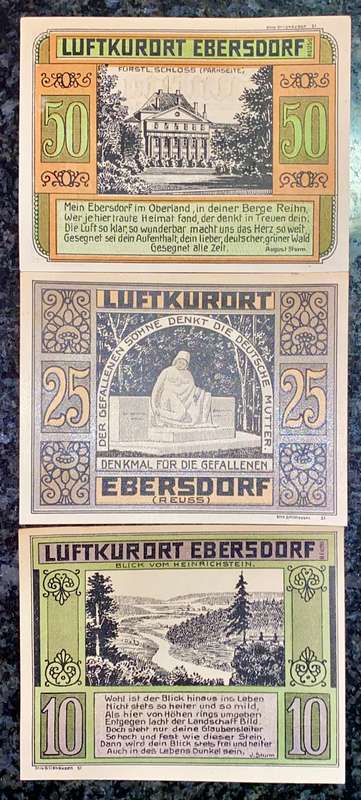 LUFTKURORT EBERSDORF
FÜRSTL. SCHLOSS (PARKSEITE)
50
50
Mein Ebersdorf im Oberland, in deiner Berge Reihn,
Wer je hier traute Heimat fand, der denkt in Treuen dein.
Die Luft so klar, so wunderbar macht uns das Herz so weit,
Gesegnet sei dein Aufenthalt, dein lieber, deutscher, grüner Wald
Gesegnet alle Zeit.
August Sturm.
LUFTKURORT
DER GEFALLENEN SÖHNE DENKT DIE DEUTSCHE MUTTER
25
25
DENKMAL FÜR DIE GEFALLENEN
EBERSDORF
(REUSS)
LUFTKURORT EBERSDORF
BLICK VOM HEINRICHSTEIN.
10
10
Wohl ist der Blick hinaus ins Leben
Nicht stets so heiter und so mild,
Als hier von Höhen rings umgeben
Entgegen lacht der Landschaft Bild.
Doch steht nur deine Glaubensleiter
So hoch und fest wie dieser Stein,
Dann wird dein Blick stets frei und heiter
Auch in des Lebens Dunkel sein.
J. Sturm